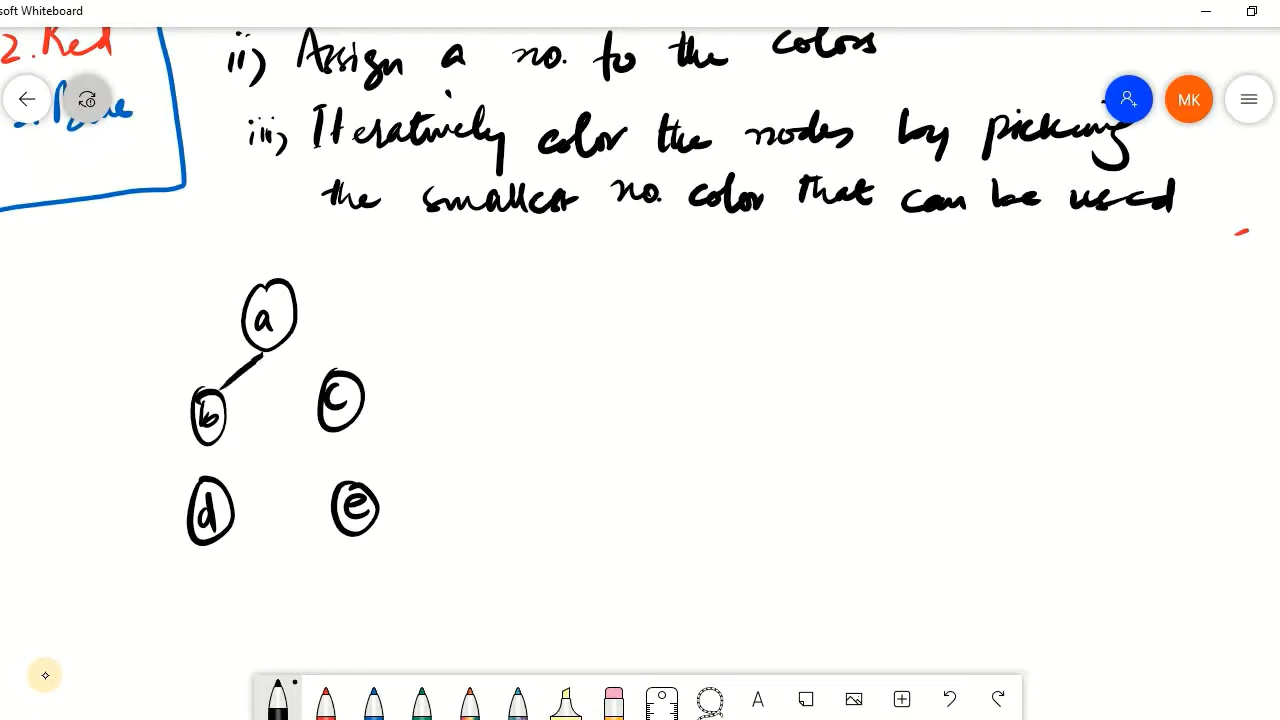 soft Whiteboard
2. Red
ii) Assign a no. to the colors
iii) Iteratively color the nodes by picking
the smallest no. color that can be used
MK
a
b c
d e
A